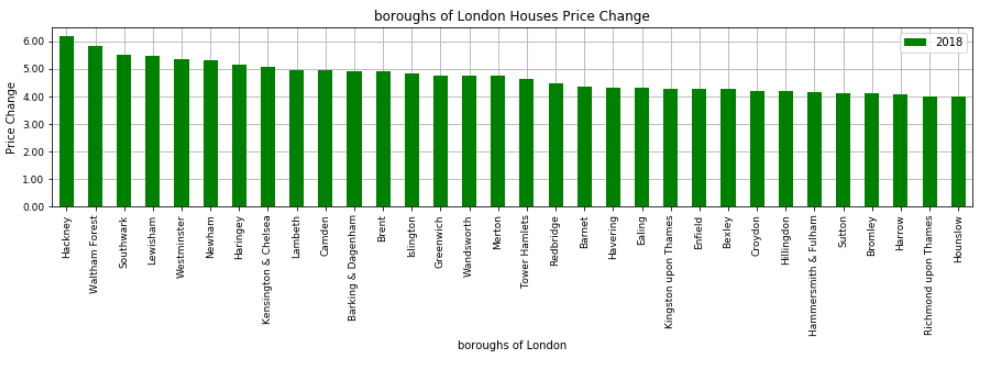 boroughs of London Houses Price Change
2018
Price Change
6.00
5.00
4.00
3.00
2.00
1.00
0.00
Hackney
Waltham Forest
Southwark
Lewisham
Westminster
Newham
Haringey
Kensington & Chelsea
Lambeth
Camden
Barking & Dagenham
Brent
Islington
Greenwich
Wandsworth
Merton
Tower Hamlets
Redbridge
Barnet
Havering
Ealing
Kingston upon Thames
Enfield
Bexley
Croydon
Hillingdon
Hammersmith & Fulham
Sutton
Bromley
Harrow
Richmond upon Thames
Hounslow
boroughs of London